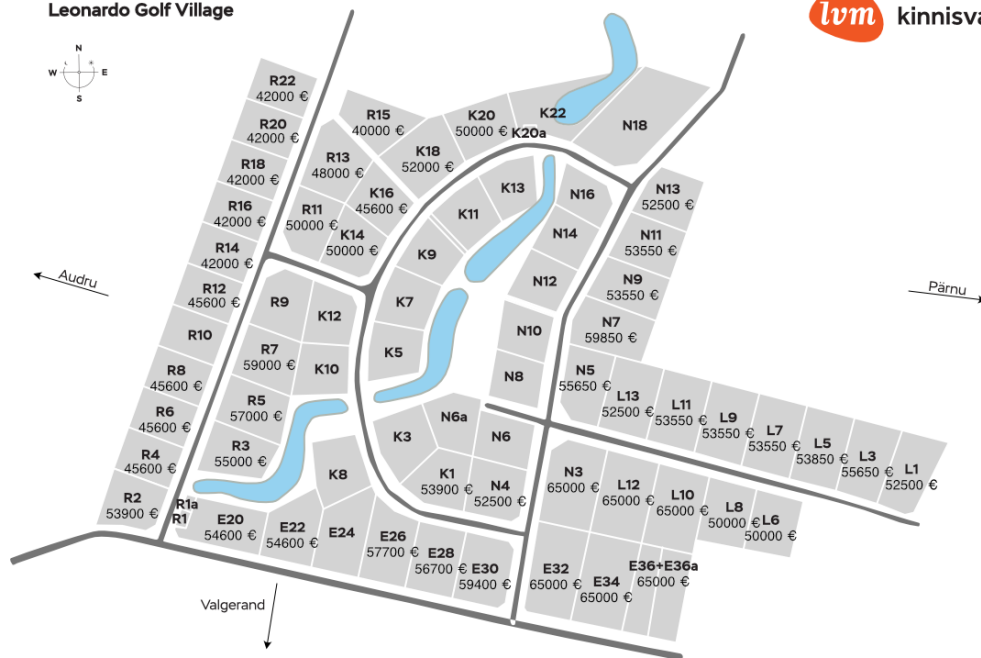 Leonardo Golf Village
lvm kinnisva
N
W E
S
R22
42000 €
R20
42000 €
R18
42000 €
R16
42000 €
R14
42000 €
R12
45600 €
R10
R8
45600 €
R6
45600 €
R4
45600 €
R2
53900 €
R15
40000 €
R13
48000 €
R11
50000 €
K16
45600 €
K14
50000 €
K18
52000 €
K20
50000 €
K20a
K22
N18
K13
K11
K9
K7
K5
N16
N14
N12
N10
N8
N13
52500 €
N11
53550 €
N9
53550 €
N7
59850 €
N5
55650 €
Audru
Pärnu
R9
K12
R7
59000 €
K10
R5
57000 €
R3
55000 €
R1a
R1
K8
K3
N6a
N6
K1
53900 €
N4
52500 €
L13
52500 €
L11
53550 €
L9
53550 €
L7
53550 €
L5
53850 €
L3
55650 €
L1
52500 €
N3
65000 €
L12
65000 €
L10
65000 €
L8
50000 €
L6
50000 €
E20
54600 €
E22
54600 €
E24
E26
57700 €
E28
56700 €
E30
59400 €
E32
65000 €
E34
65000 €
E36+E36a
65000 €
Valgerand